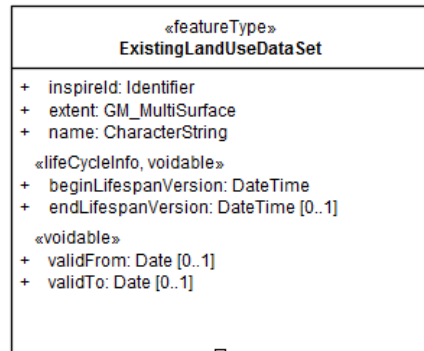 «featureType»
ExistingLandUseDataSet
+ inspireId: Identifier
+ extent: GM_MultiSurface
+ name: CharacterString
«lifeCycleInfo, voidable»
+ beginLifespanVersion: DateTime
+ endLifespanVersion: DateTime [0..1]
«voidable»
+ validFrom: Date [0..1]
+ validTo: Date [0..1]